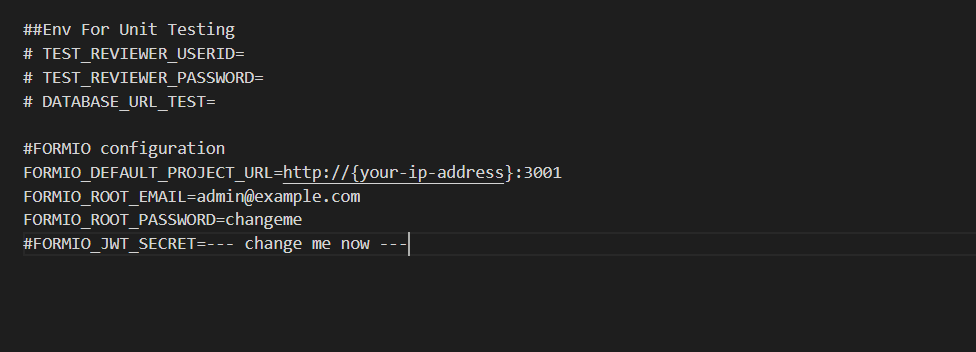 ##Env For Unit Testing
# TEST_REVIEWER_USERID=
# TEST_REVIEWER_PASSWORD=
# DATABASE_URL_TEST=
#FORMIO configuration
FORMIO_DEFAULT_PROJECT_URL=http://{your-ip-address}:3001
FORMIO_ROOT_EMAIL=admin@example.com
FORMIO_ROOT_PASSWORD=changeme
#FORMIO_JWT_SECRET=--- change me now ---